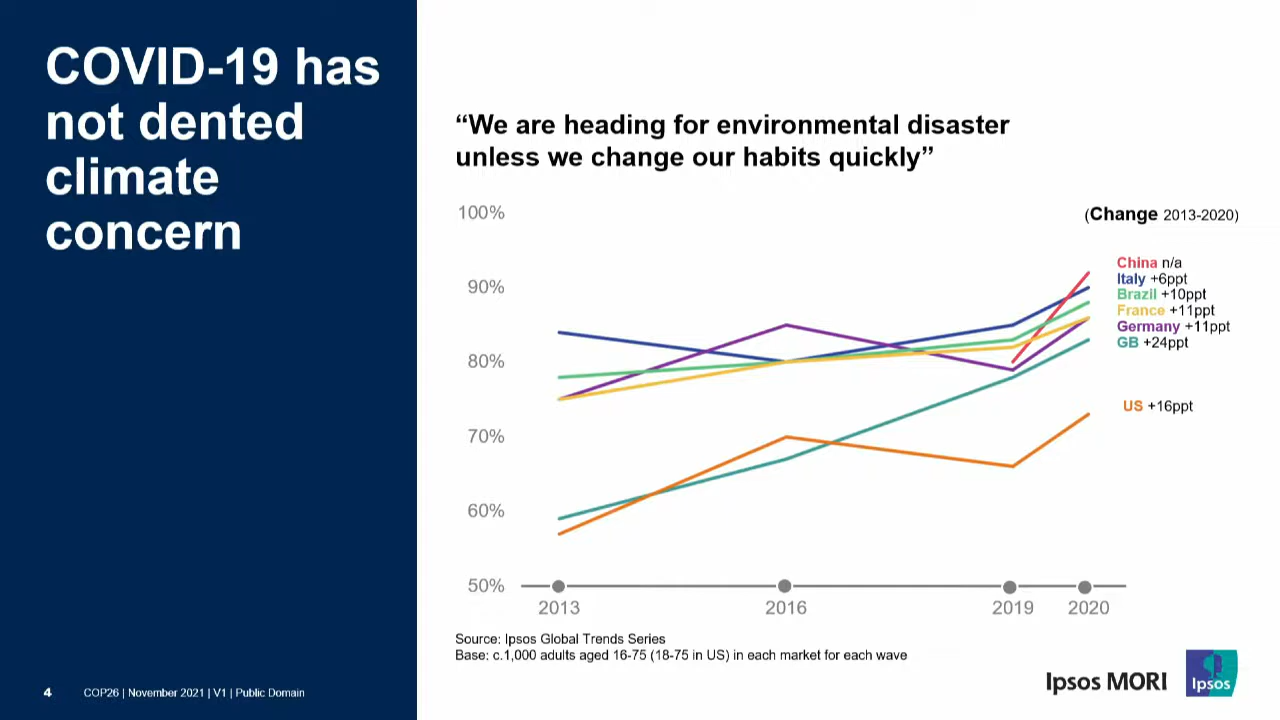 COVID-19 has
not dented
climate
concern
“We are heading for environmental disaster
unless we change our habits quickly”
100%
(Change 2013-2020)
90%
80%
70%
60%
50%
China n/a
Italy +6ppt
Brazil +10ppt
France +11ppt
Germany +11ppt
GB +24ppt
US +16ppt
2013
2016
2019
2020
Source: Ipsos Global Trends Series
Base: c.1,000 adults aged 16-75 (18-75 in US) in each market for each wave
4
COP26 | November 2021 | V1 | Public Domain
Ipsos MORI
Ipsos